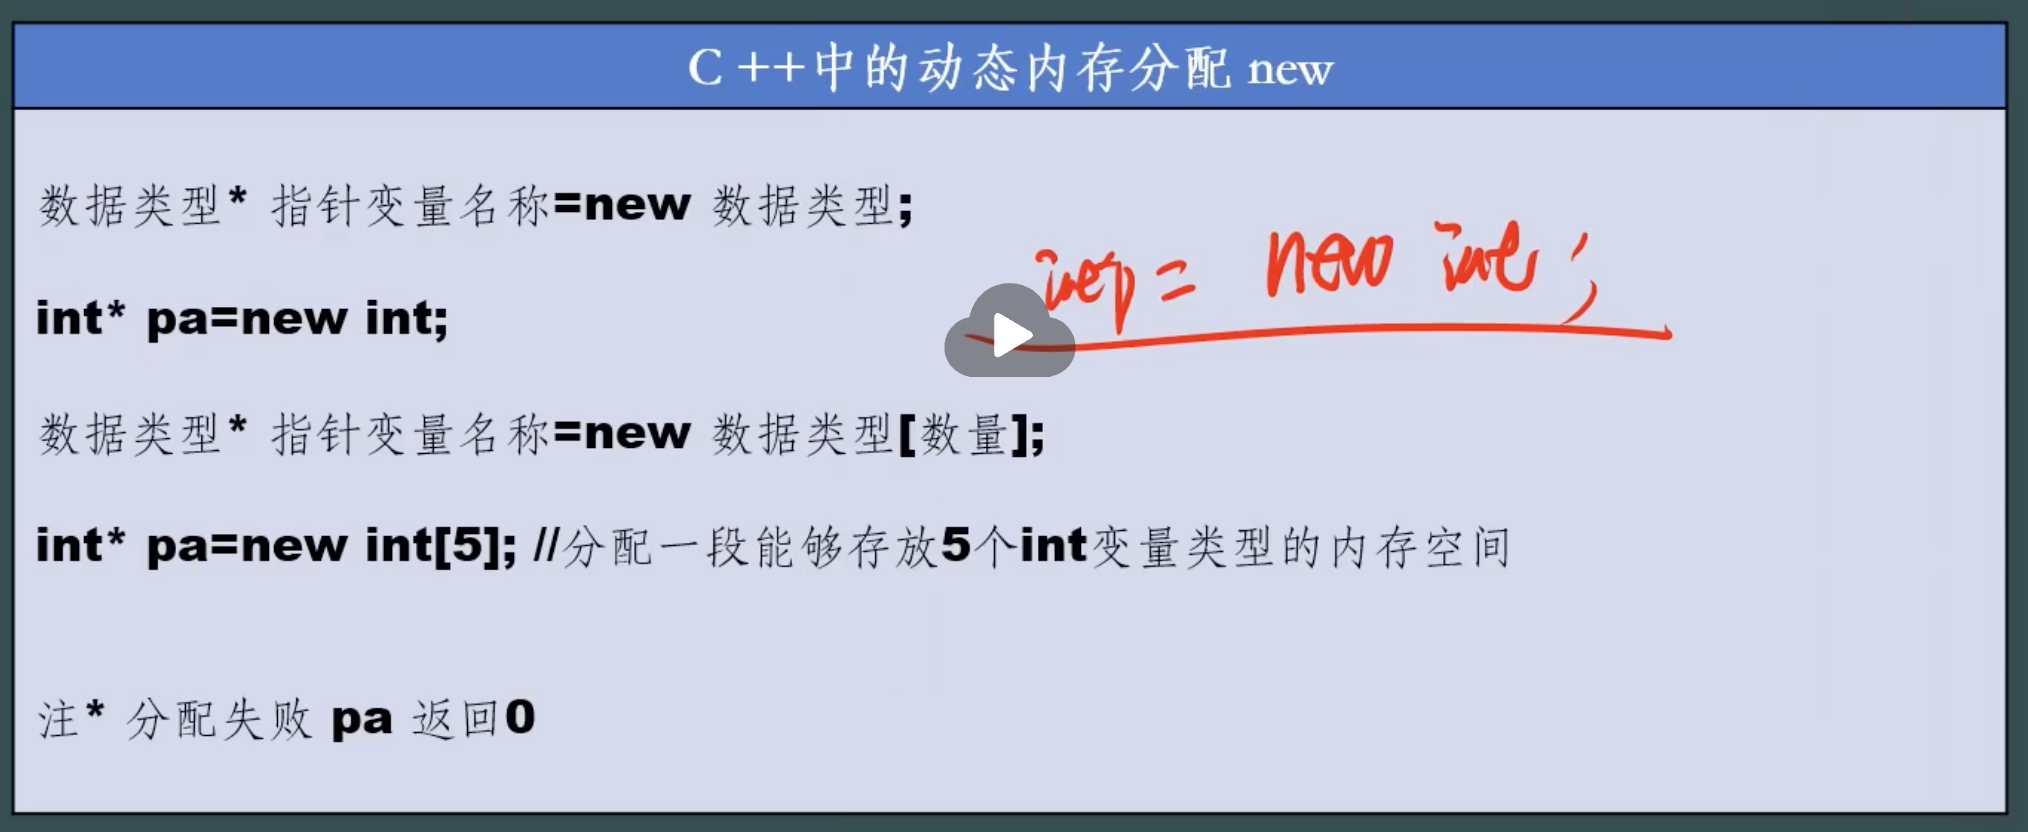 C ++中的动态内存分配 new
数据类型* 指针变量名称=new 数据类型;
= new int ;
int* pa=new int;
数据类型* 指针变量名称=new 数据类型[数量];
int* pa=new int[5]; //分配一段能够存放5个int变量类型的内存空间
注* 分配失败 pa 返回0